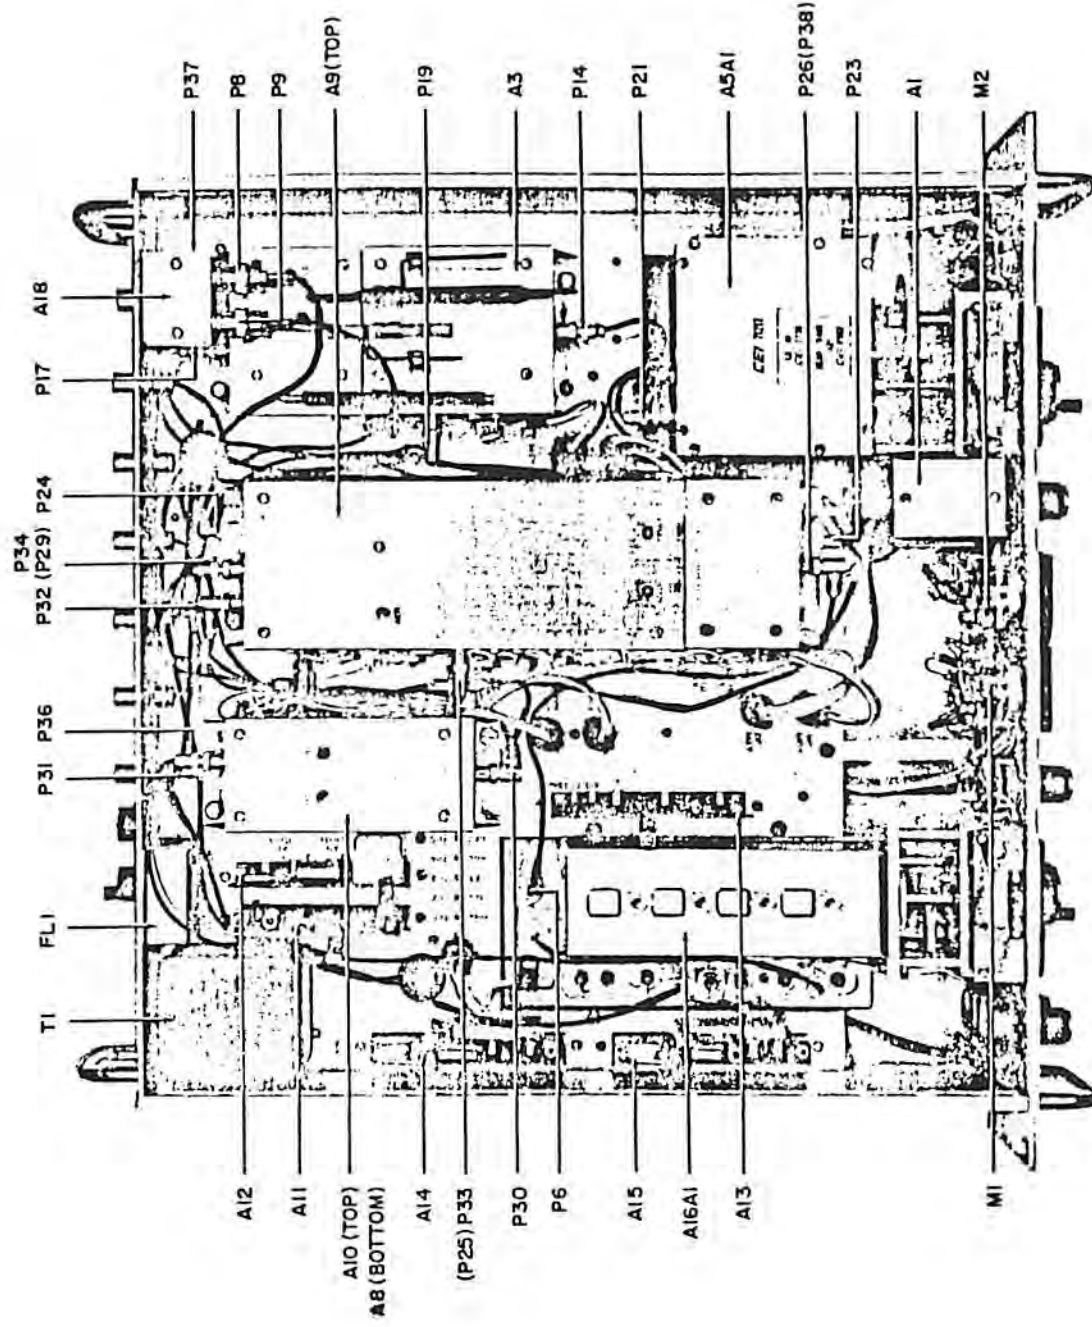 P37
P8
P9
A9(TOP)
P19
A3
P14
P21
A5A1
P26(P38)
P23
A1
M2
A18
P17
P24
P34
(P29)
P32
P36
P31
FL1
T1
A12
A11
A10 (TOP)
A8 (BOTTOM)
A14
(P25) P33
P30
P6
A15
A16A1
A13
M1